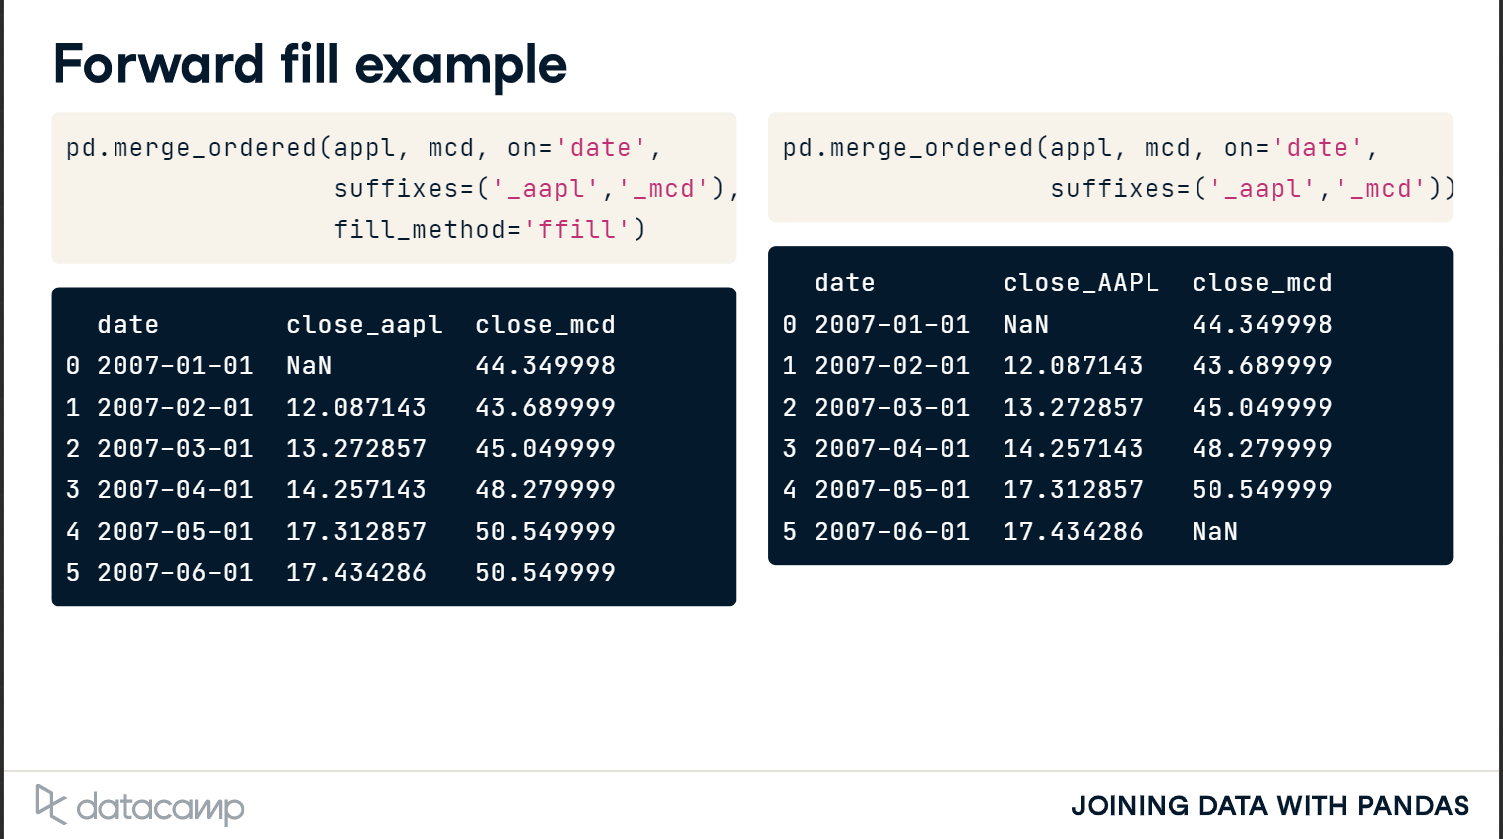 Forward fill example
pd.merge_ordered(appl, mcd, on='date',
suffixes=('_aapl','_mcd'),
fill_method='ffill')
date close_aapl close_mcd
0 2007-01-01 NaN 44.349998
1 2007-02-01 12.087143 43.689999
2 2007-03-01 13.272857 45.049999
3 2007-04-01 14.257143 48.279999
4 2007-05-01 17.312857 50.549999
5 2007-06-01 17.434286 50.549999
pd.merge_ordered(appl, mcd, on='date',
suffixes=('_aapl','_mcd'))
date close_AAPL close_mcd
0 2007-01-01 NaN 44.349998
1 2007-02-01 12.087143 43.689999
2 2007-03-01 13.272857 45.049999
3 2007-04-01 14.257143 48.279999
4 2007-05-01 17.312857 50.549999
5 2007-06-01 17.434286 NaN
datacamp
JOINING DATA WITH PANDAS